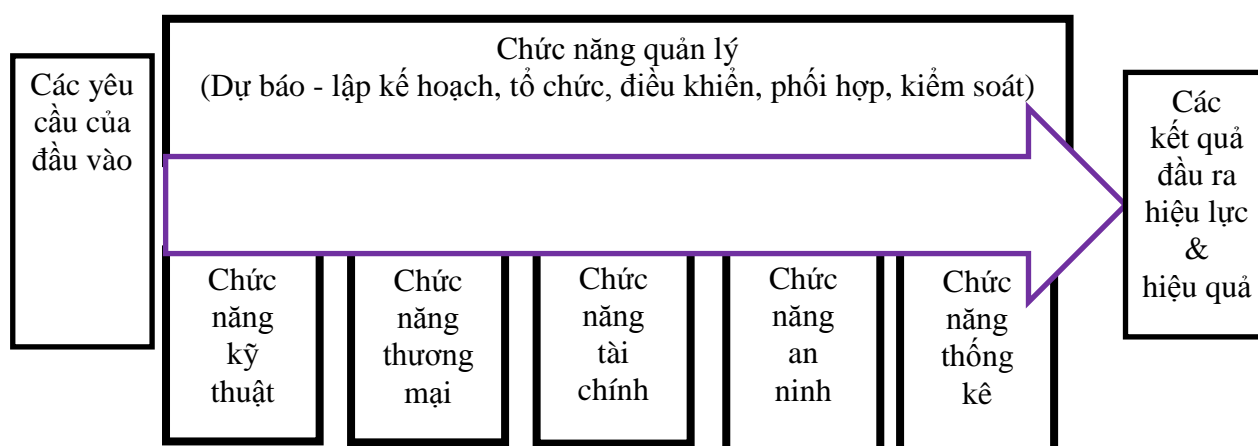 Chức năng quản lý
(Dự báo - lập kế hoạch, tổ chức, điều khiển, phối hợp, kiểm soát)
Các yêu
cầu của
đầu vào
Chức
năng
kỹ
thuật
Chức
năng
thương
mại
Chức
năng
tài
chính
Chức
năng
an
ninh
Chức
năng
thống
kê
Các
kết quả
đầu ra
hiệu lực
&
hiệu quả